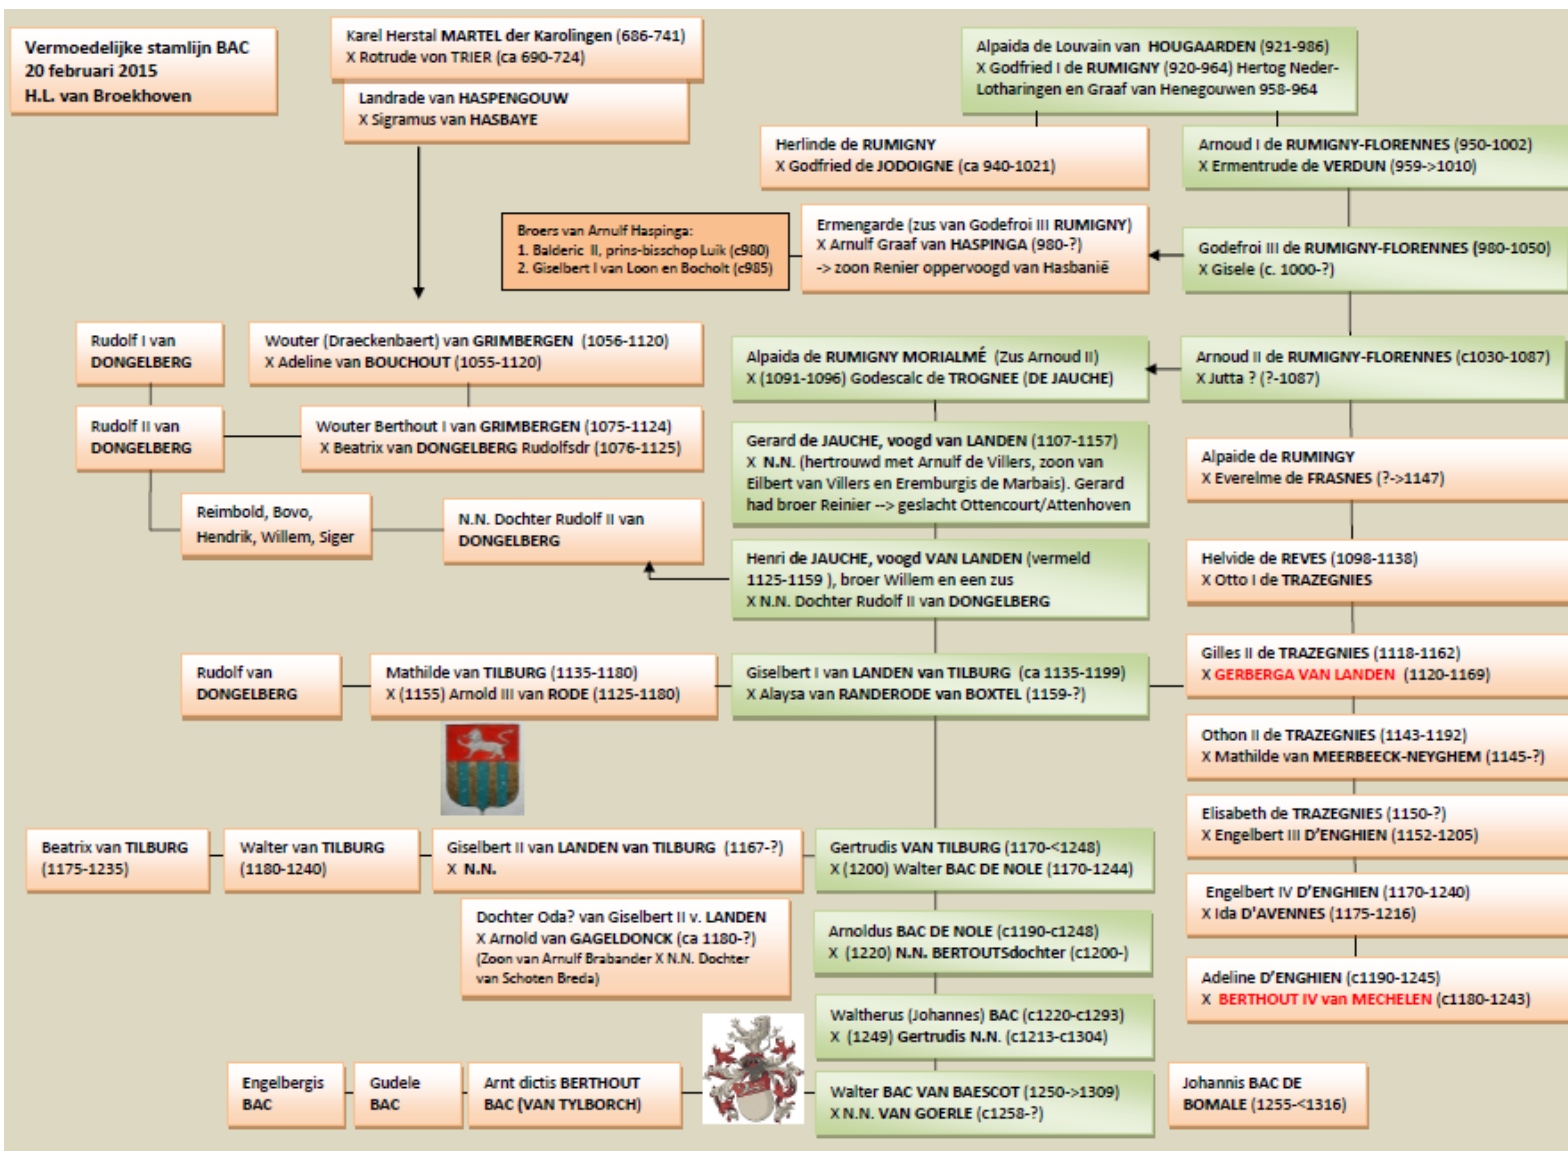 Vermoedelijke stamlijn BAC
20 februari 2015
H.L. van Broekhoven
Karel Herstal MARTEL der Karolingen (686-741)
X Rotrude von TRIER (ca 690-724)
Landrade van HASPENGOUW
X Sigramus van HASBAYE
Alpaida de Louvain van HOUGAARDEN (921-986)
X Godfried I de RUMIGNY (920-964) Hertog Neder-
Lotharingen en Graaf van Henegouwen 958-964
Herlinde de RUMIGNY
X Godfried de JODOIGNE (ca 940-1021)
Arnoud I de RUMIGNY-FLORENNES (950-1002)
X Ermentrude de VERDUN (959->1010)
Broers van Arnulf Haspinga:
1. Balderic II, prins-bisschop Luik (c980)
2. Giselbert I van Loon en Bocholt (c985)
Ermengarde (zus van Godefroi III RUMIGNY)
X Arnulf Graaf van HASPINGA (980-?)
-> zoon Renier oppervoogd van Hasbanië
Godefroi III de RUMIGNY-FLORENNES (980-1050)
X Gisele (c. 1000-?)
Rudolf I van
DONGELBERG
Wouter (Draeckenbaert) van GRIMBERGEN (1056-1120)
X Adeline van BOUCHOUT (1055-1120)
Alpaida de RUMIGNY MORIALMÉ (Zus Arnoud II)
X (1091-1096) Godescalc de TROGNEE (DE JAUCHE)
Arnoud II de RUMIGNY-FLORENNES (c1030-1087)
X Jutta ? (?-1087)
Rudolf II van
DONGELBERG
Wouter Berthout I van GRIMBERGEN (1075-1124)
X Beatrix van DONGELBERG Rudolfsdr (1076-1125)
Gerard de JAUCHE, voogd van LANDEN (1107-1157)
X N.N. (hertrouwd met Arnulf de Villers, zoon van
Eilbert van Villers en Eremburgis de Marbais). Gerard
had broer Reinier --> geslacht Ottencourt/Attenhoven
Alpaide de RUMINGY
X Everelme de FRASNES (?->1147)
Reimbold, Bovo,
Hendrik, Willem, Siger
N.N. Dochter Rudolf II van
DONGELBERG
Henri de JAUCHE, voogd VAN LANDEN (vermeld
1125-1159 ), broer Willem en een zus
X N.N. Dochter Rudolf II van DONGELBERG
Helvide de REVES (1098-1138)
X Otto I de TRAZEGNIES
Rudolf van
DONGELBERG
Mathilde van TILBURG (1135-1180)
X (1155) Arnold III van RODE (1125-1180)
Giselbert I van LANDEN van TILBURG (ca 1135-1199)
X Alaysa van RANDERODE van BOXTEL (1159-?)
Gilles II de TRAZEGNIES (1118-1162)
X GERBERGA VAN LANDEN (1120-1169)
Othon II de TRAZEGNIES (1143-1192)
X Mathilde van MEERBEECK-NEYGHEM (1145-?)
Elisabeth de TRAZEGNIES (1150-?)
X Engelbert III D'ENGHIEN (1152-1205)
Beatrix van TILBURG
(1175-1235)
Walter van TILBURG
(1180-1240)
Giselbert II van LANDEN van TILBURG (1167-?)
X N.N.
Gertrudis VAN TILBURG (1170-<1248)
X (1200) Walter BAC DE NOLE (1170-1244)
Engelbert IV D'ENGHIEN (1170-1240)
X Ida D'AVENNES (1175-1216)
Dochter Oda? van Giselbert II v. LANDEN
X Arnold van GAGELDONCK (ca 1180-?)
(Zoon van Arnulf Brabander X N.N. Dochter
van Schoten Breda)
Arnoldus BAC DE NOLE (c1190-c1248)
X (1220) N.N. BERTOUTSdochter (c1200-)
Adeline D'ENGHIEN (c1190-1245)
X BERTHOUT IV van MECHELEN (c1180-1243)
Waltherus (Johannes) BAC (c1220-c1293)
X (1249) Gertrudis N.N. (c1213-c1304)
Engelbergis
BAC
Gudele
BAC
Arnt dictis BERTHOUT
BAC (VAN TYLBORCH)
Walter BAC VAN BAESCOT (1250->1309)
X N.N. VAN GOERLE (c1258-?)
Johannis BAC DE
BOMALE (1255-<1316)